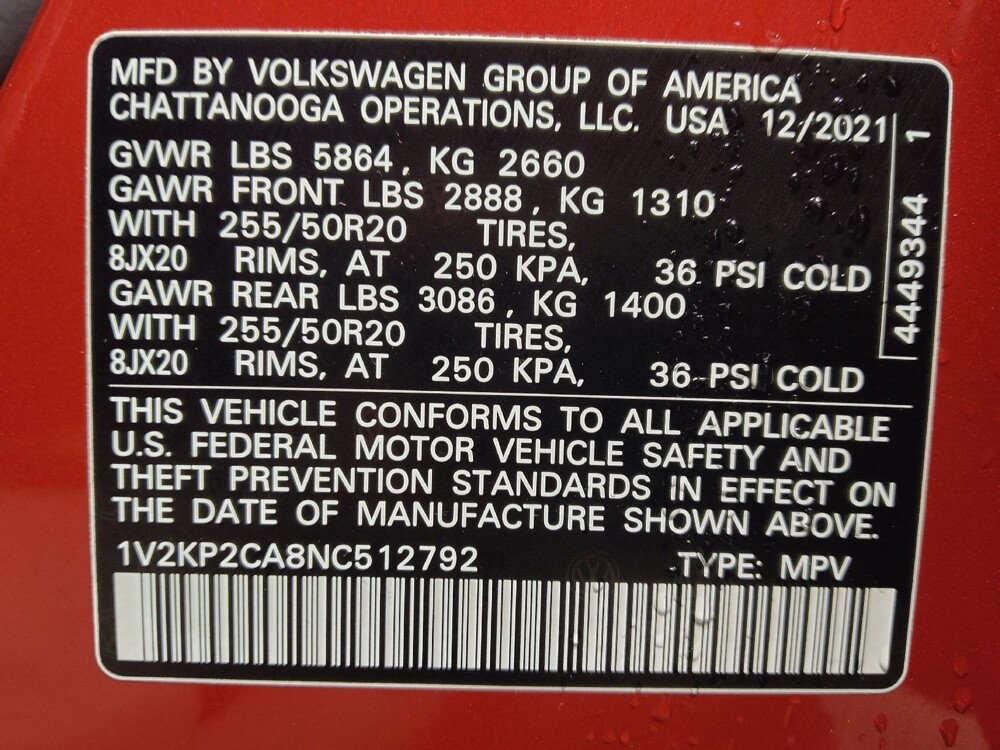 MFD BY VOLKSWAGEN GROUP OF AMERICA
CHATTANOOGA OPERATIONS, LLC. USA 12/2021
GVWR LBS 5864, KG 2660
GAWR FRONT LBS 2888, KG 1310
WITH 255/50R20 TIRES,
8JX20 RIMS, AT 250 KPA, 36 PSI COLD
GAWR REAR LBS 3086, KG 1400
WITH 255/50R20 TIRES,
8JX20 RIMS, AT 250 KPA, 36 PSI COLD
4449344 1
THIS VEHICLE CONFORMS TO ALL APPLICABLE
U.S. FEDERAL MOTOR VEHICLE SAFETY AND
THEFT PREVENTION STANDARDS IN EFFECT ON
THE DATE OF MANUFACTURE SHOWN ABOVE.
1V2KP2CA8NC512792 TYPE: MPV